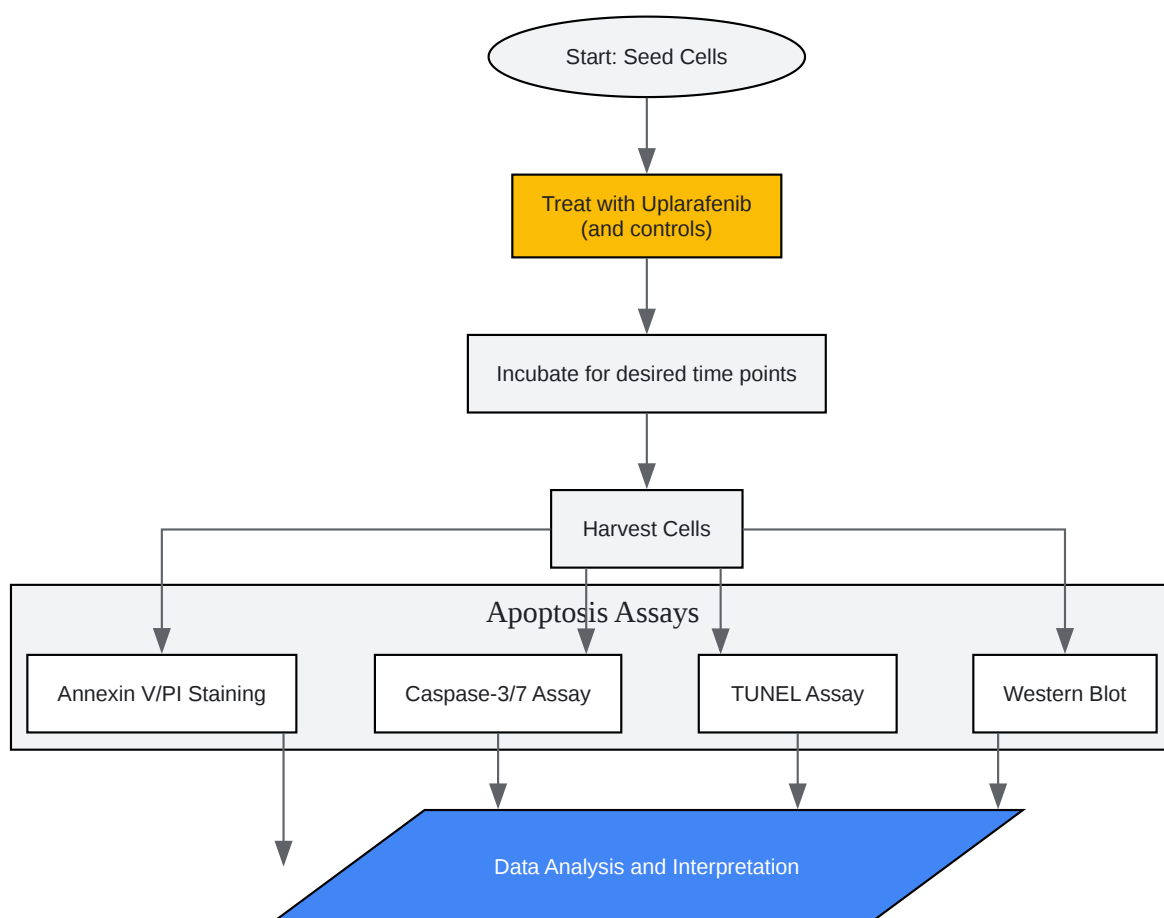 Start: Seed Cells
Treat with Uplarafenib
(and controls)
Incubate for desired time points
Harvest Cells
Apoptosis Assays
Annexin V/PI Staining
Caspase-3/7 Assay
TUNEL Assay
Western Blot
Data Analysis and Interpretation